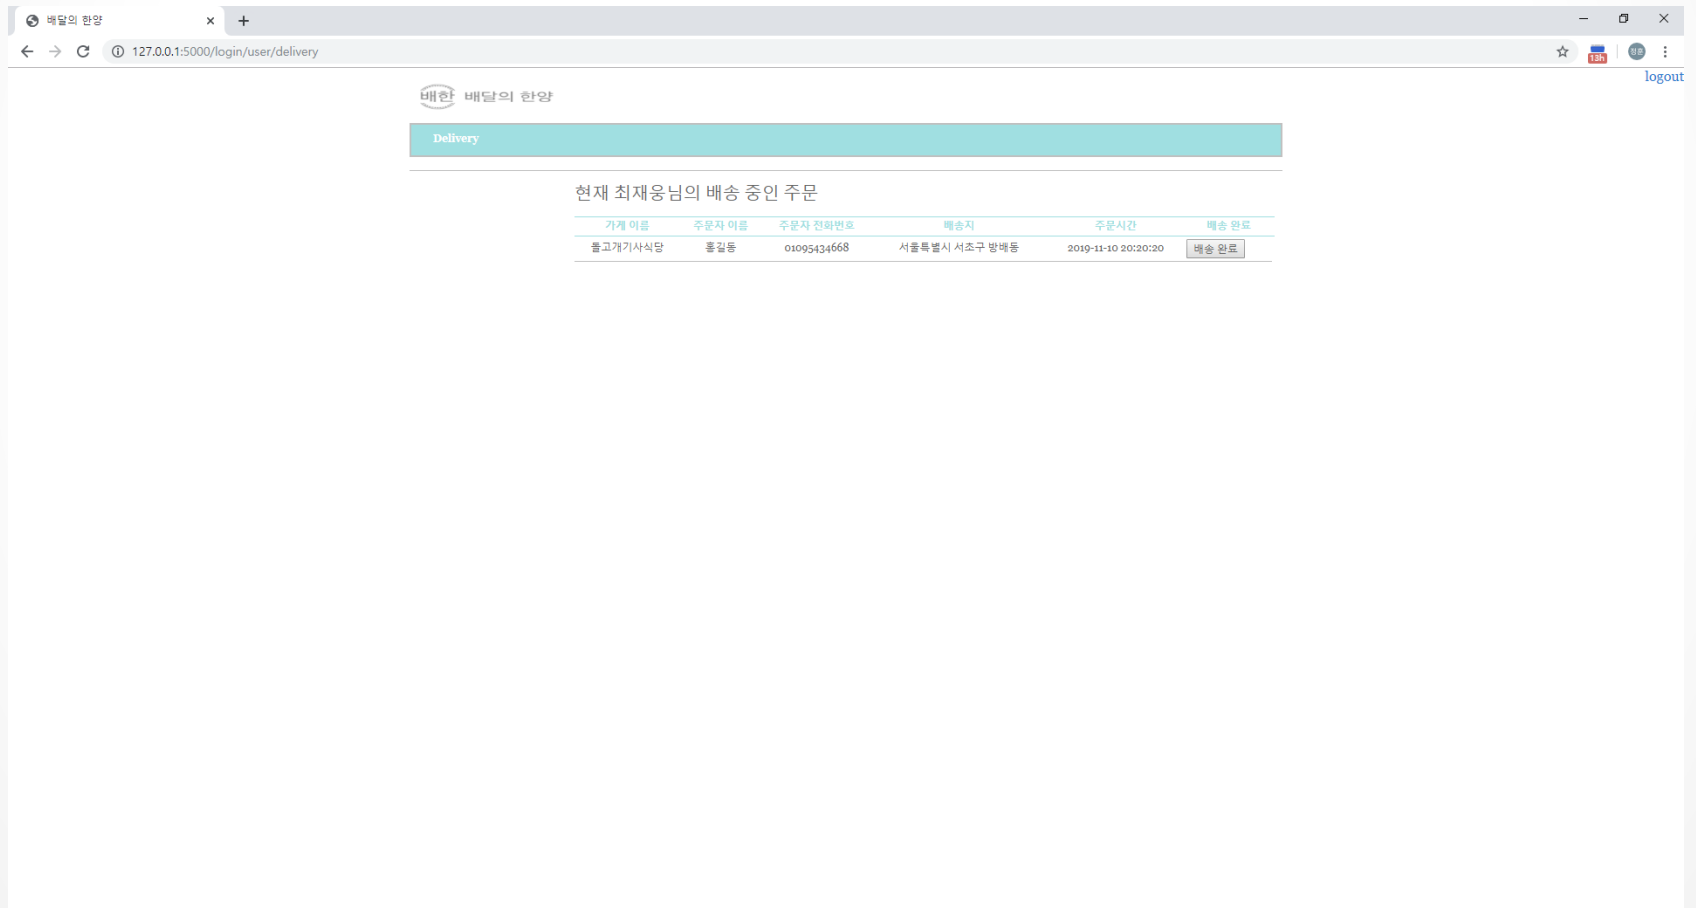 배달의 한양
127.0.0.1:5000/login/user/delivery
13h
정훈
logout
배한 배달의 한양
Delivery
현재 최재웅님의 배송 중인 주문
가게 이름 주문자 이름 주문자 전화번호 배송지 주문시간 배송 완료
돌고개기사식당 홍길동 01095434668 서울특별시 서초구 방배동 2019-11-10 20:20:20 배송 완료